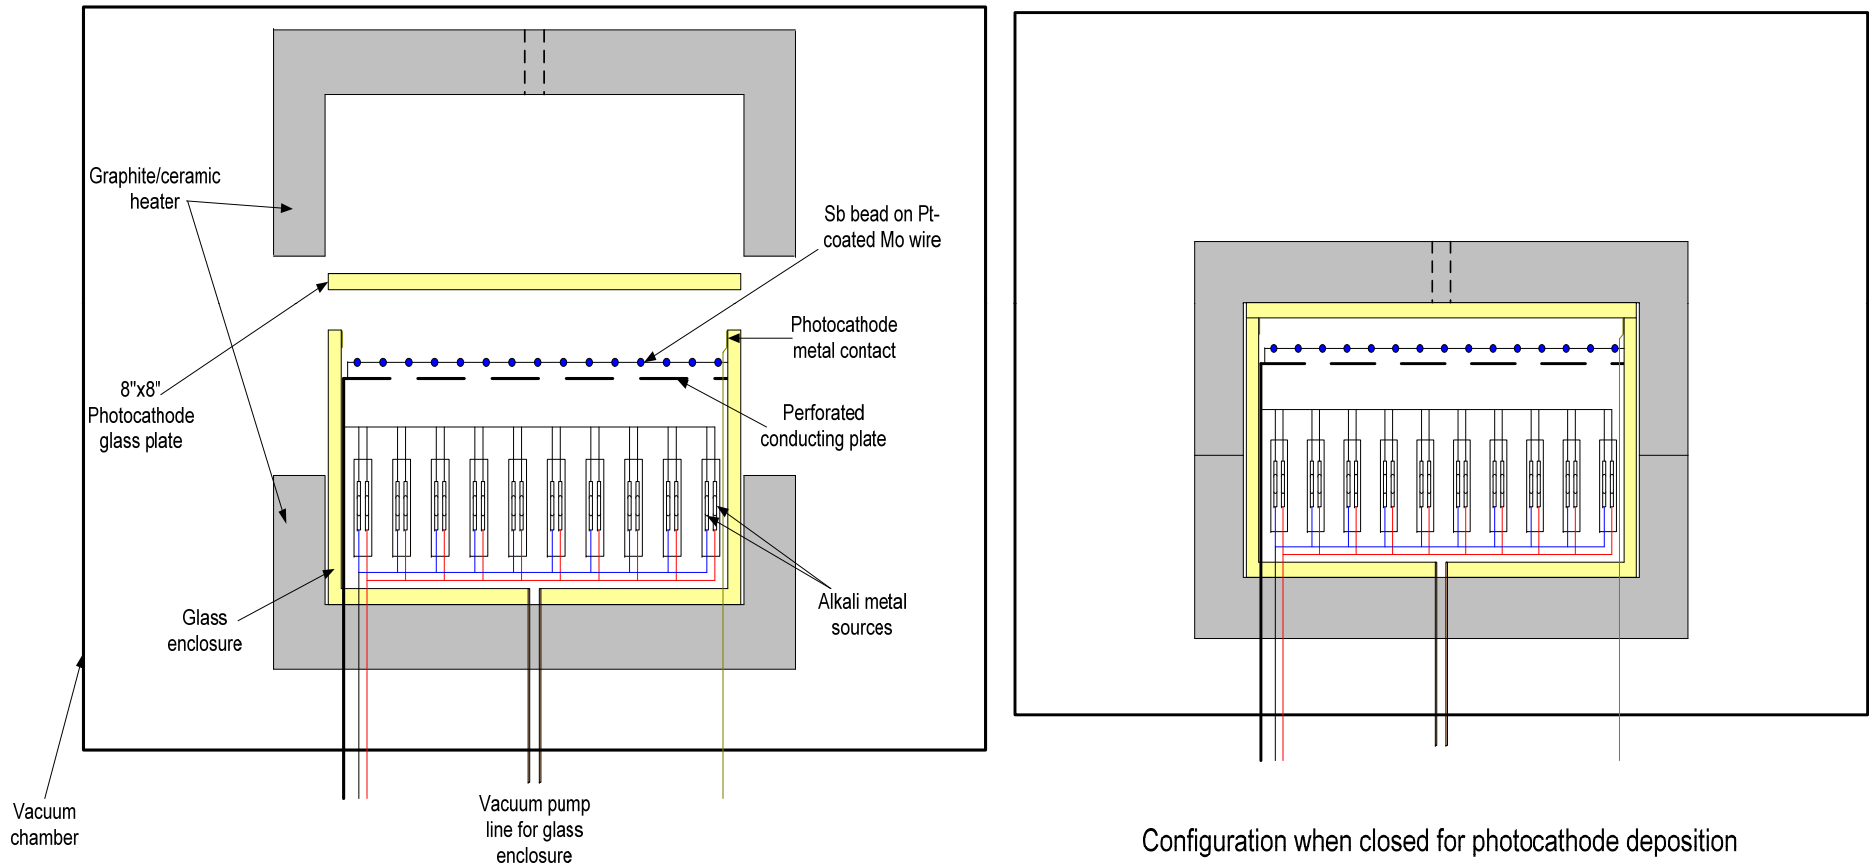 Graphite/ceramic
heater
Sb bead on Pt-
coated Mo wire
Photocathode
metal contact
8"x8"
Photocathode
glass plate
Perforated
conducting plate
Glass
enclosure
Alkali metal
sources
Vacuum
chamber
Vacuum pump
line for glass
enclosure
Configuration when closed for photocathode deposition